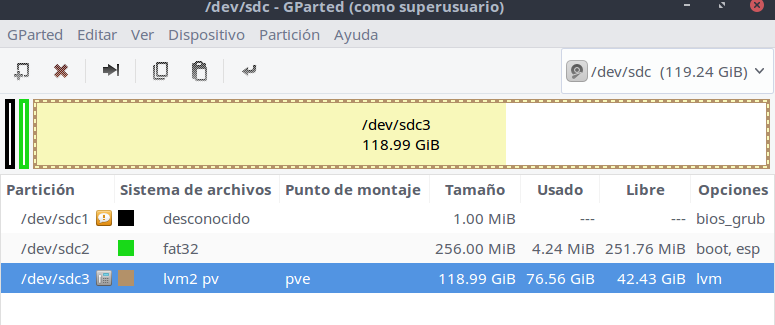 /dev/sdc - GParted (como superusuario)
GParted Editar Ver Dispositivo Partición Ayuda
/dev/sdc (119.24 GiB)
/dev/sdc3
118.99 GiB
Partición Sistema de archivos Punto de montaje Tamaño Usado Libre Opciones
/dev/sdc1 desconocido 1.00 MiB --- --- bios_grub
/dev/sdc2 fat32 256.00 MiB 4.24 MiB 251.76 MiB boot, esp
/dev/sdc3 lvm2 pv pve 118.99 GiB 76.56 GiB 42.43 GiB lvm